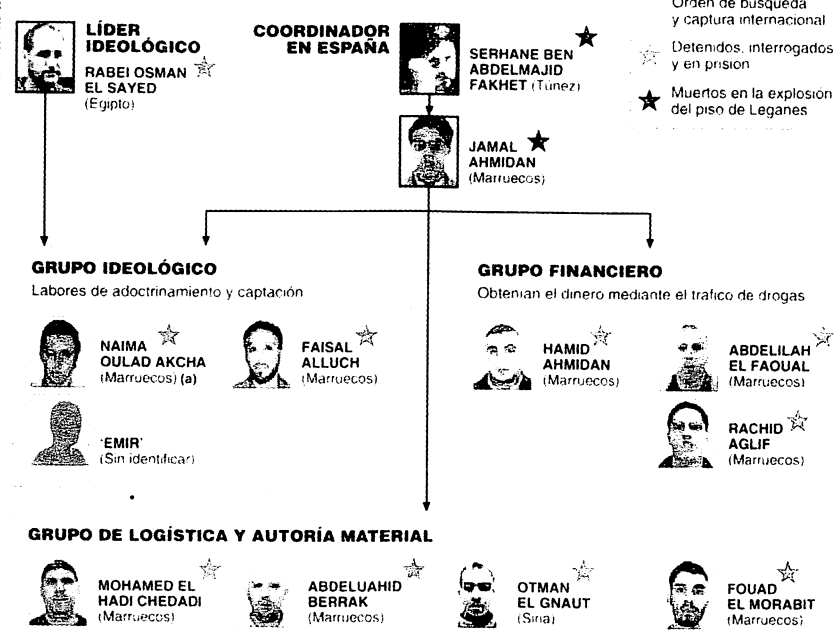 LÍDER
IDEOLÓGICO
RABEI OSMAN
EL SAYED
(Egipto)
COORDINADOR
EN ESPAÑA
SERHANE BEN
ABDELMAJID
FAKHET (Túnez)
JAMAL
AHMIDAN
(Marruecos)
Orden de búsqueda
y captura internacional
Detenidos, interrogados
y en prisión
Muertos en la explosión
del piso de Leganes
GRUPO IDEOLÓGICO
Labores de adoctrinamiento y captación
NAIMA
OULAD AKCHA
(Marruecos) (a)
FAISAL
ALLUCH
(Marruecos)
'EMIR'
(Sin identificar)
GRUPO FINANCIERO
Obtenían el dinero mediante el trafico de drogas
HAMID
AHMIDAN
(Marruecos)
ABDELILAH
EL FAOUAL
(Marruecos)
RACHID
AGLIF
(Marruecos)
GRUPO DE LOGÍSTICA Y AUTORÍA MATERIAL
MOHAMED EL
HADI CHEDADI
(Marruecos)
ABDELUAHID
BERRAK
(Marruecos)
OTMAN
EL GNAUT
(Siria)
FOUAD
EL MORABIT
(Marruecos)